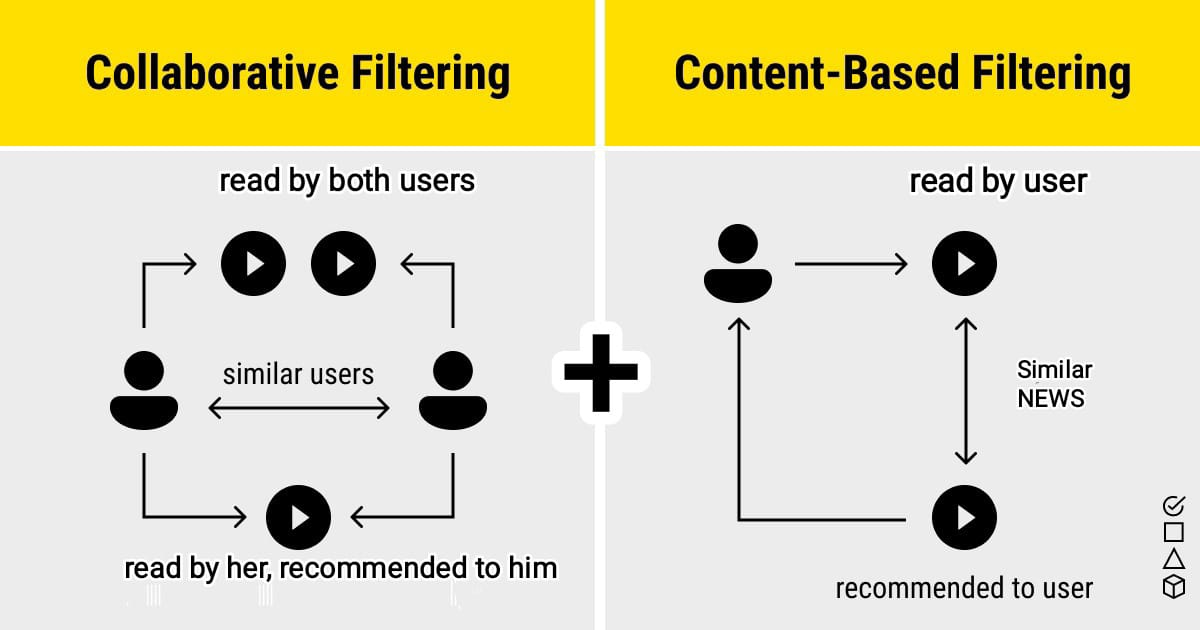 Collaborative Filtering
read by both users
similar users
read by her, recommended to him
Content-Based Filtering
read by user
Similar
NEWS
recommended to user